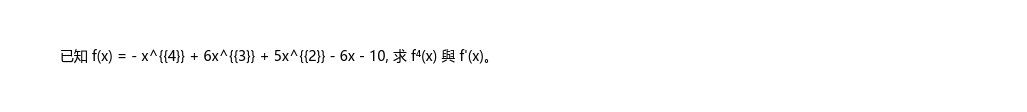 已知 f(x) = - x^{{4}} + 6x^{{3}} + 5x^{{2}} - 6x - 10, 求 f⁴(x) 與 f'(x)。